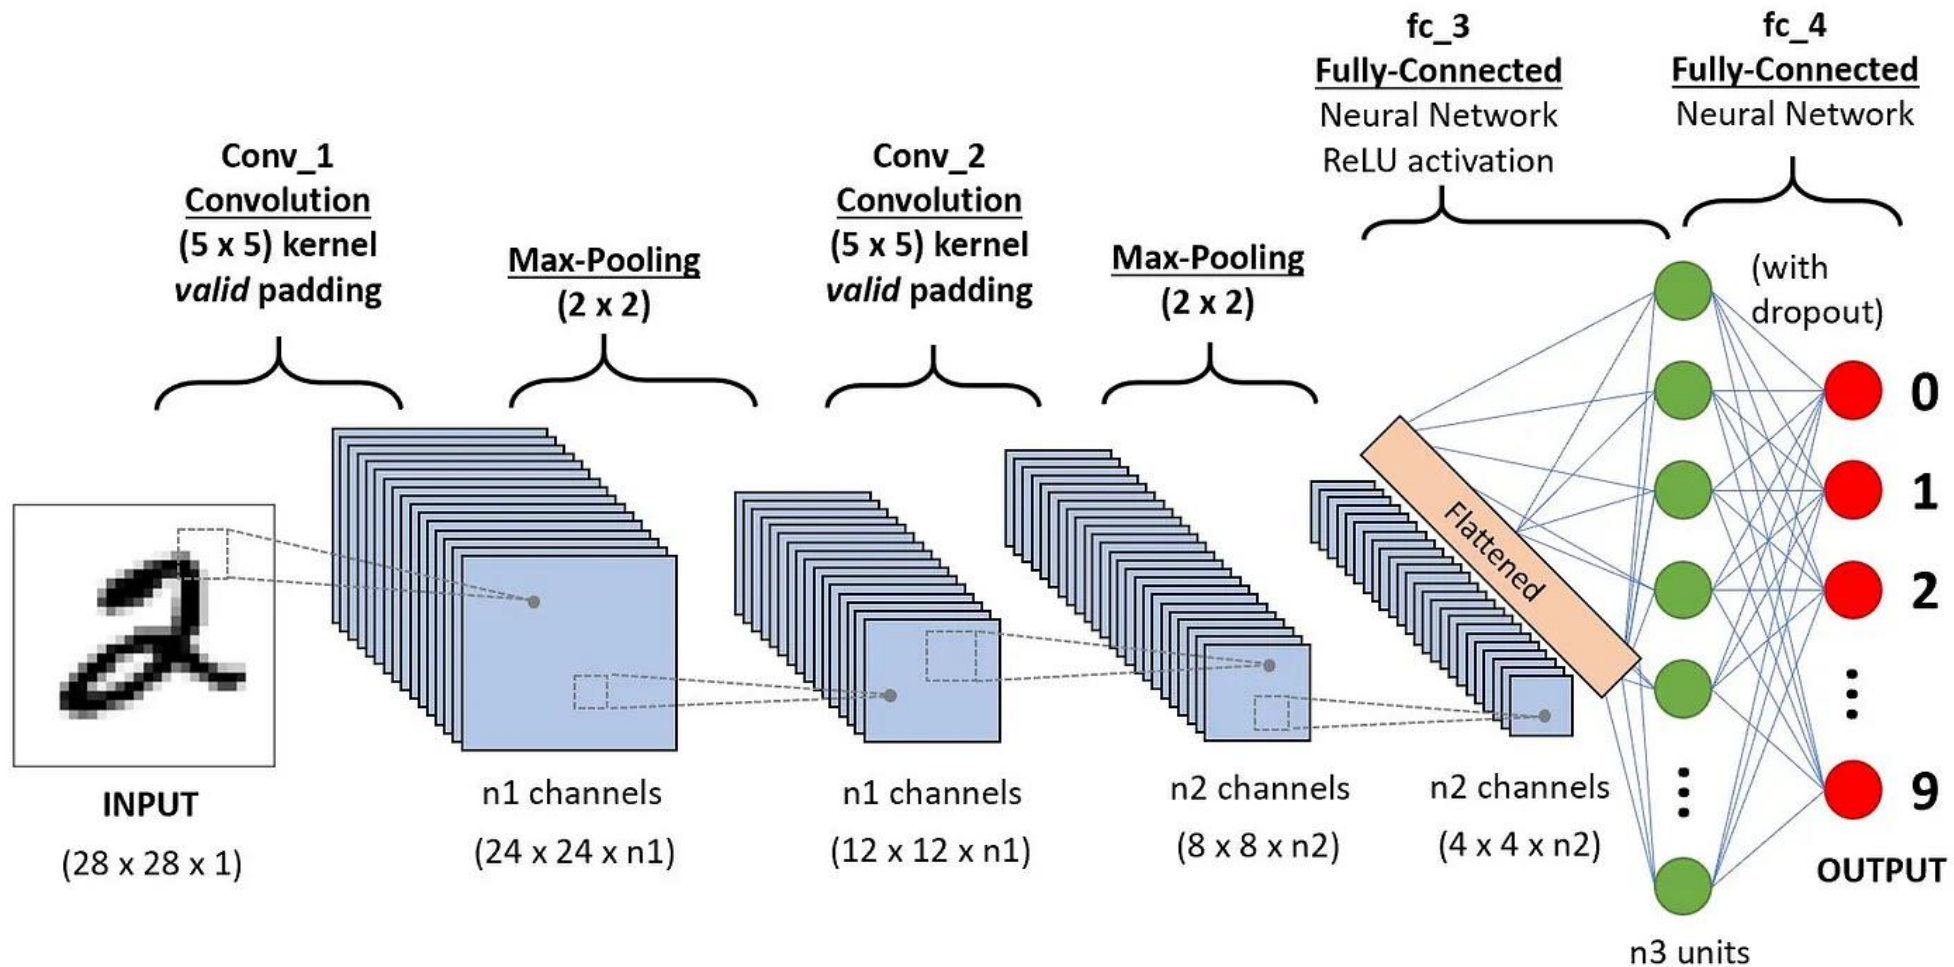 Conv_1
Convolution
(5 x 5) kernel
valid padding
Max-Pooling
(2 x 2)
Conv_2
Convolution
(5 x 5) kernel
valid padding
Max-Pooling
(2 x 2)
fc_3
Fully-Connected
Neural Network
ReLU activation
fc_4
Fully-Connected
Neural Network
(with
dropout)
Flattened
0
1
2
9
INPUT
(28 x 28 x 1)
n1 channels
(24 x 24 x n1)
n1 channels
(12 x 12 x n1)
n2 channels
(8 x 8 x n2)
n2 channels
(4 x 4 x n2)
n3 units
OUTPUT
2